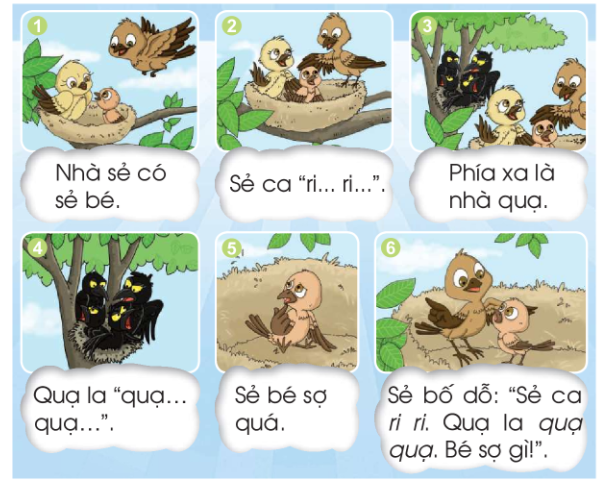 1
Nhà sẻ có
sẻ bé.
2
Sẻ ca “ri... ri...”.
3
Phía xa là
nhà quạ.
4
Quạ la “quạ...
quạ...”.
5
Sẻ bé sợ
quá.
6
Sẻ bố dỗ: “Sẻ ca
ri ri. Quạ la quạ
quạ. Bé sợ gì!”.